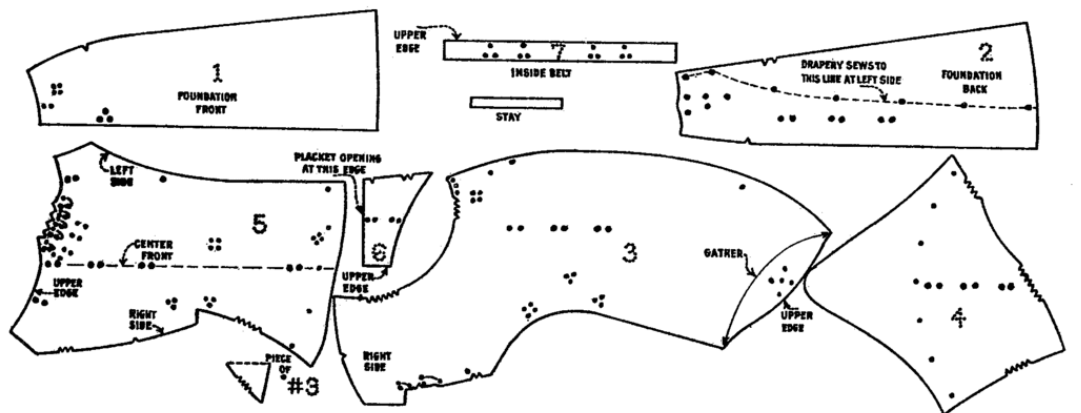 1
FOUNDATION
FRONT
UPPER
EDGE
7
INSIDE BELT
STAY
2
DRAPERY SEWS TO
THIS LINE AT LEFT SIDE
FOUNDATION
BACK
LEFT
SIDE
5
CENTER
FRONT
UPPER
EDGE
RIGHT
SIDE
PIECE
OF
#3
PLACKET OPENING
AT THIS EDGE
6
UPPER
EDGE
3
GATHER
UPPER
EDGE
RIGHT
SIDE
4